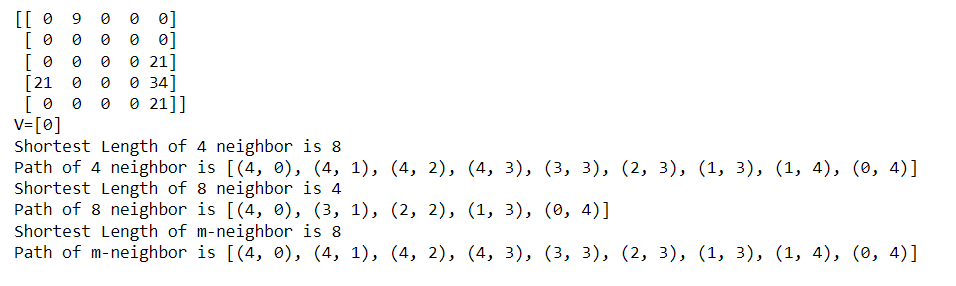 [[ 0  9  0  0  0]
 [ 0  0  0  0  0]
 [ 0  0  0  0 21]
 [21  0  0  0 34]
 [ 0  0  0  0 21]]
V=[0]
Shortest Length of 4 neighbor is 8
Path of 4 neighbor is [(4, 0), (4, 1), (4, 2), (4, 3), (3, 3), (2, 3), (1, 3), (1, 4), (0, 4)]
Shortest Length of 8 neighbor is 4
Path of 8 neighbor is [(4, 0), (3, 1), (2, 2), (1, 3), (0, 4)]
Shortest Length of m-neighbor is 8
Path of m-neighbor is [(4, 0), (4, 1), (4, 2), (4, 3), (3, 3), (2, 3), (1, 3), (1, 4), (0, 4)]